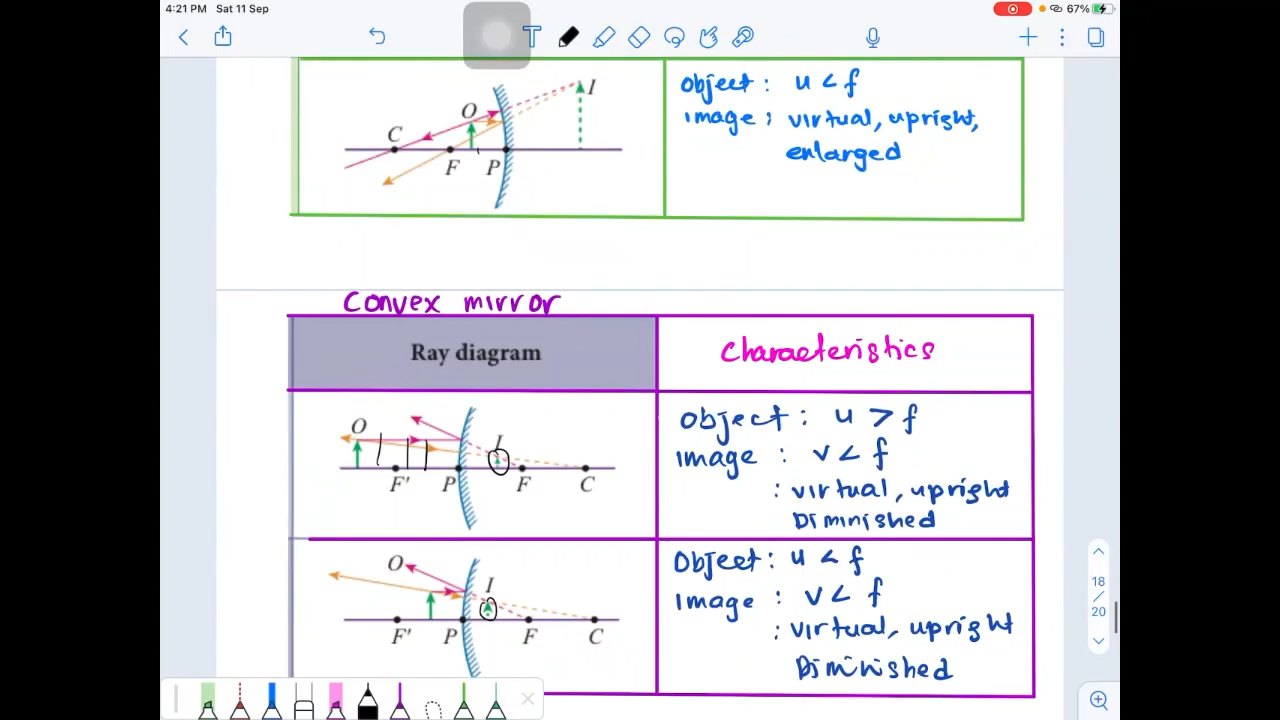 4:21 PM Sat 11 Sep
67%
T
O
I
C
F
P
Object : u < f
image ; virtual, upright,
enlarged
Convex mirror
Ray diagram
Characteristics
O
I
F'
P
F
C
Object : u > f
image : v < f
: virtual, upright
Diminished
O
I
F'
P
F
C
Object : u < f
image : v < f
: virtual, upright
Diminished
18
/
20